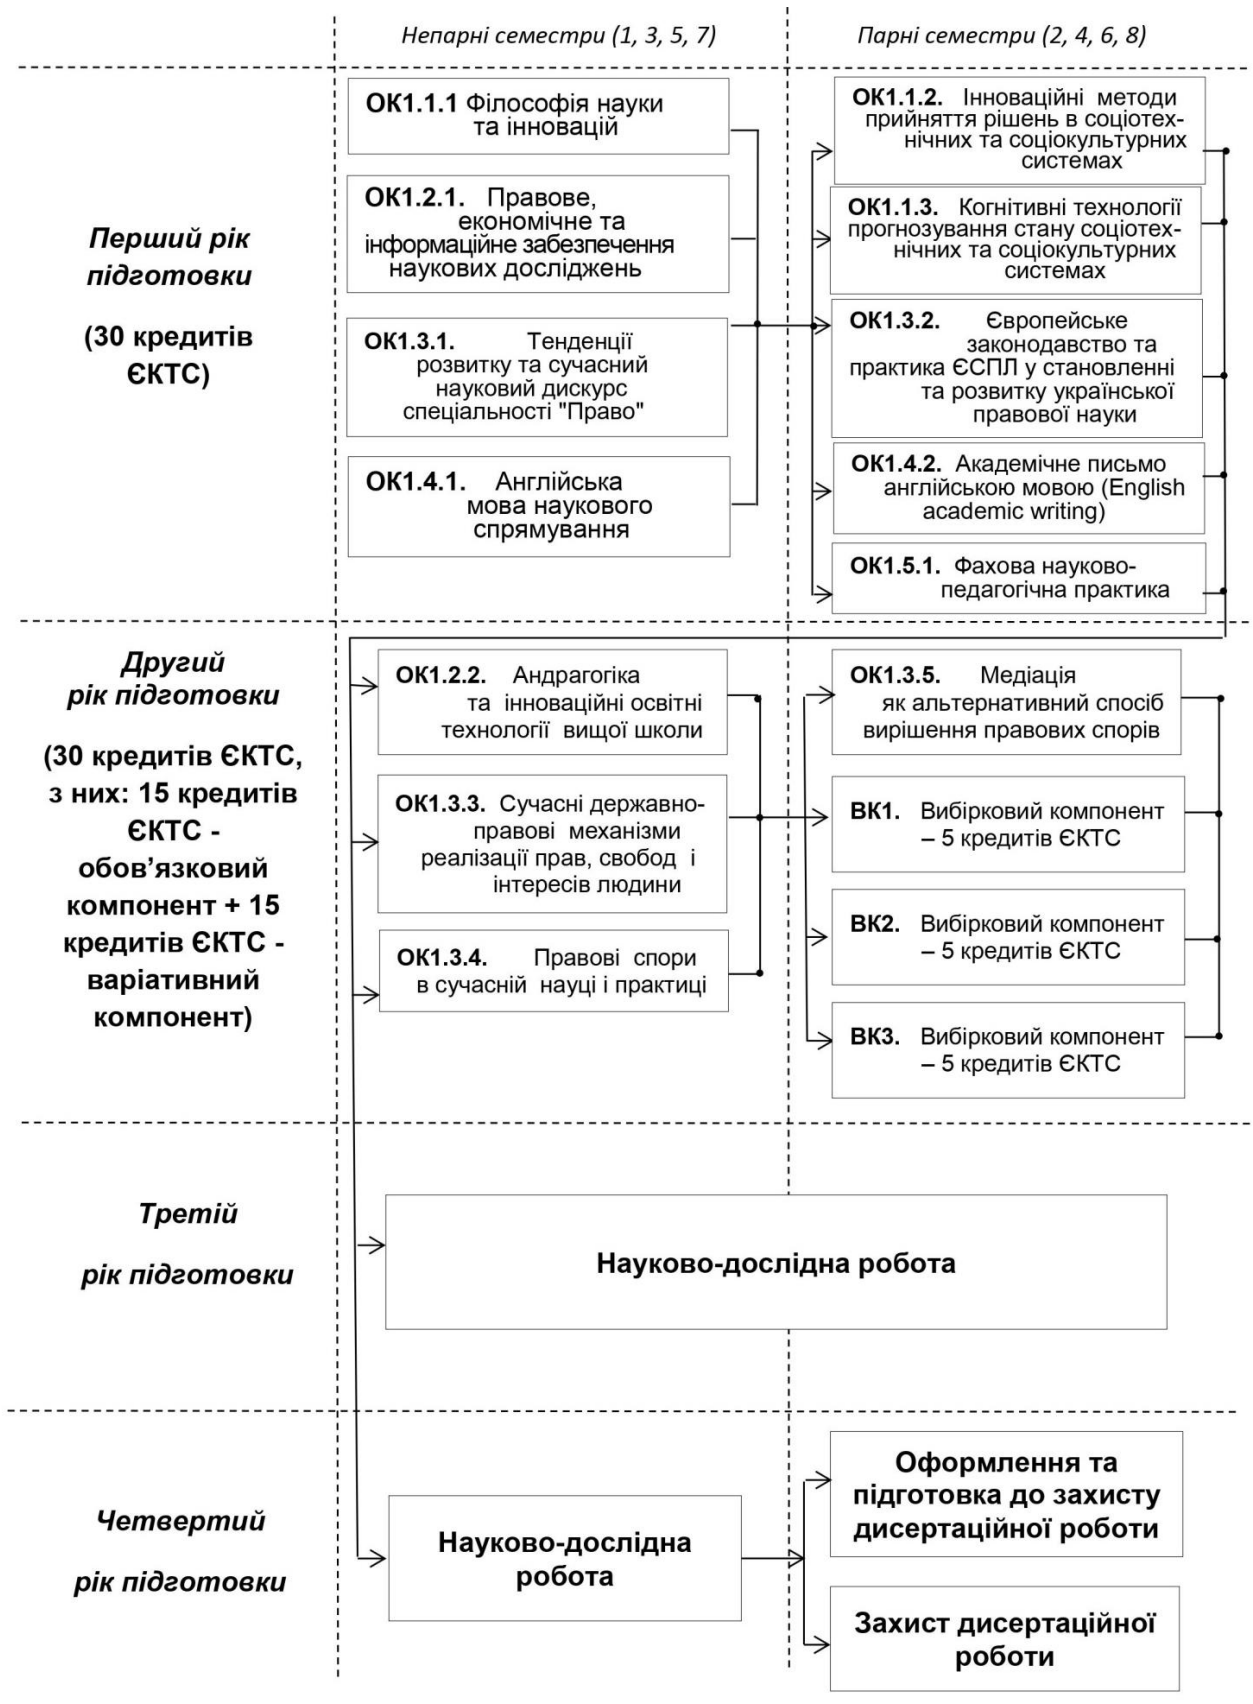 Непарні семестри (1, 3, 5, 7)
Парні семестри (2, 4, 6, 8)
Перший рік
підготовки
(30 кредитів
ЄКТС)
ОК1.1.1 Філософія науки
та інновацій
ОК1.2.1. Правове,
економічне та
інформаційне забезпечення
наукових досліджень
ОК1.3.1. Тенденції
розвитку та сучасний
науковий дискурс
спеціальності "Право"
ОК1.4.1. Англійська
мова наукового
спрямування
ОК1.1.2. Інноваційні методи
прийняття рішень в соціотех-
нічних та соціокультурних
системах
ОК1.1.3. Когнітивні технології
прогнозування стану соціотех-
нічних та соціокультурних
системах
ОК1.3.2. Європейське
законодавство та
практика ЄСПЛ у становленні
та розвитку української
правової науки
ОК1.4.2. Академічне письмо
англійською мовою (English
academic writing)
ОК1.5.1. Фахова науково-
педагогічна практика
Другий
рік підготовки
(30 кредитів ЄКТС,
з них: 15 кредитів
ЄКТС -
обов’язковий
компонент + 15
кредитів ЄКТС -
варіативний
компонент)
ОК1.2.2. Андрагогіка
та інноваційні освітні
технології вищої школи
ОК1.3.3. Сучасні державно-
правові механізми
реалізації прав, свобод і
інтересів людини
ОК1.3.4. Правові спори
в сучасній науці і практиці
ОК1.3.5. Медіація
як альтернативний спосіб
вирішення правових спорів
ВК1. Вибірковий компонент
– 5 кредитів ЄКТС
ВК2. Вибірковий компонент
– 5 кредитів ЄКТС
ВК3. Вибірковий компонент
– 5 кредитів ЄКТС
Третій
рік підготовки
Науково-дослідна робота
Четвертий
рік підготовки
Науково-дослідна
робота
Оформлення та
підготовка до захисту
дисертаційної роботи
Захист дисертаційної
роботи